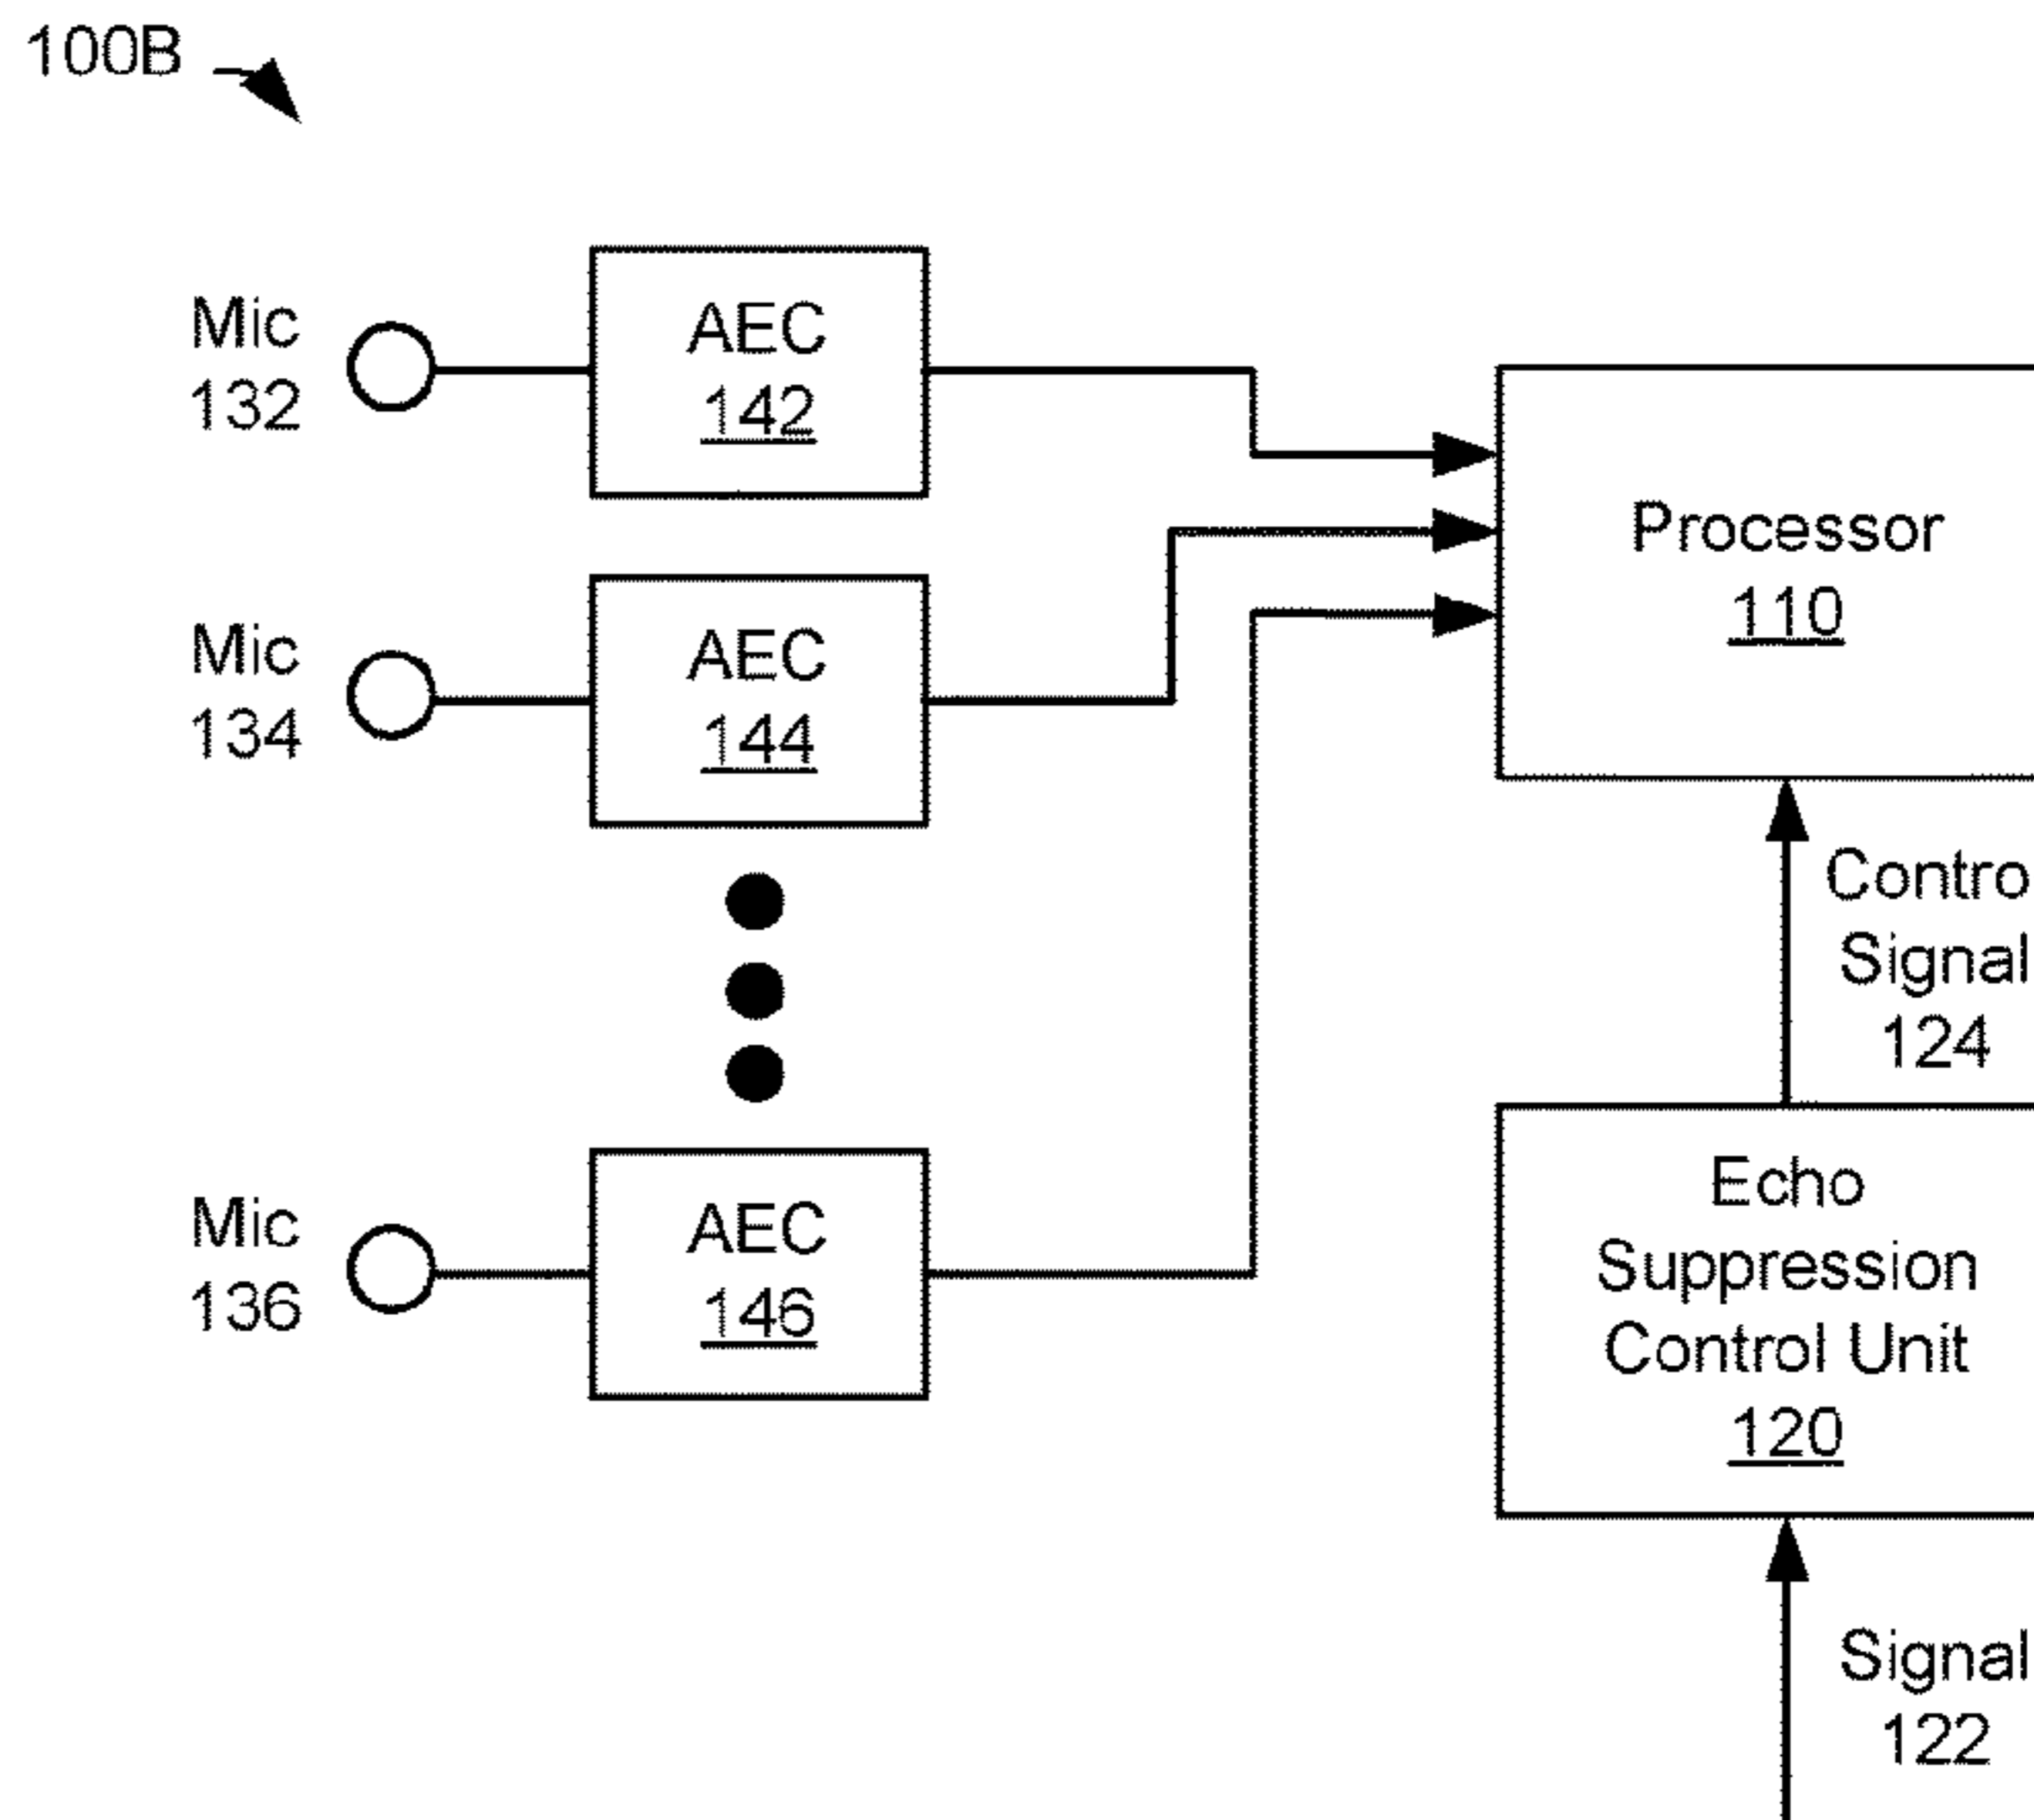 100B
Mic
132
AEC
142
Mic
134
AEC
144
Mic
136
AEC
146
Processor
110
Contro
Signal
124
Echo
Suppression
Control Unit
120
Signal
122